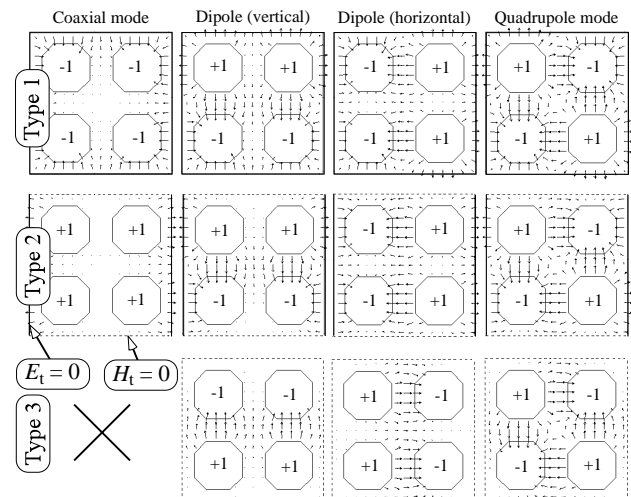 Coaxial mode Dipole (vertical) Dipole (horizontal) Quadrupole mode
Type 1
-1 -1 +1 +1 -1 +1 +1 -1
-1 -1 -1 -1 -1 +1 -1 +1
Type 2
+1 +1 +1 +1 -1 +1 +1 -1
+1 +1 -1 -1 -1 +1 -1 +1
Et = 0 Ht = 0
Type 3
-1 -1 +1 -1 +1 -1
+1 +1 +1 -1 -1 +1